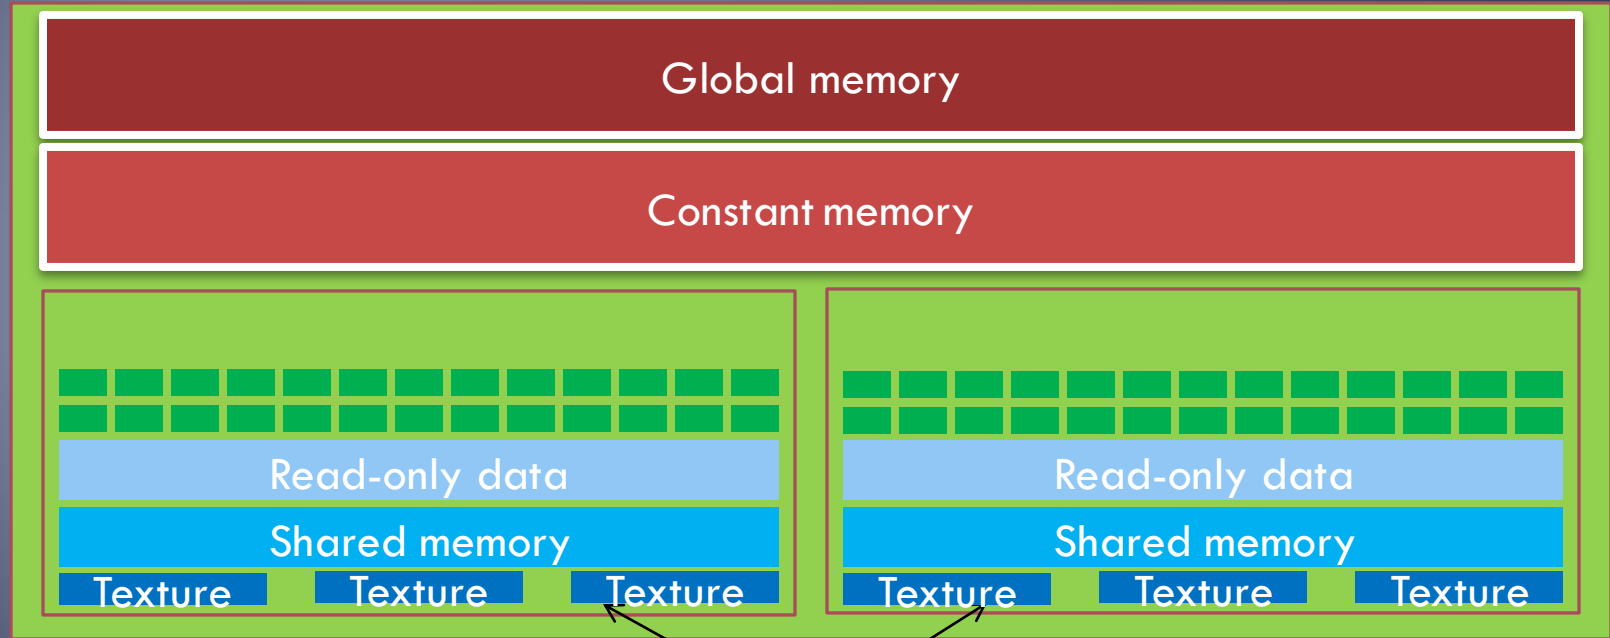 Global memory
Constant memory
Read-only data
Shared memory
Texture Texture Texture
Read-only data
Shared memory
Texture Texture Texture